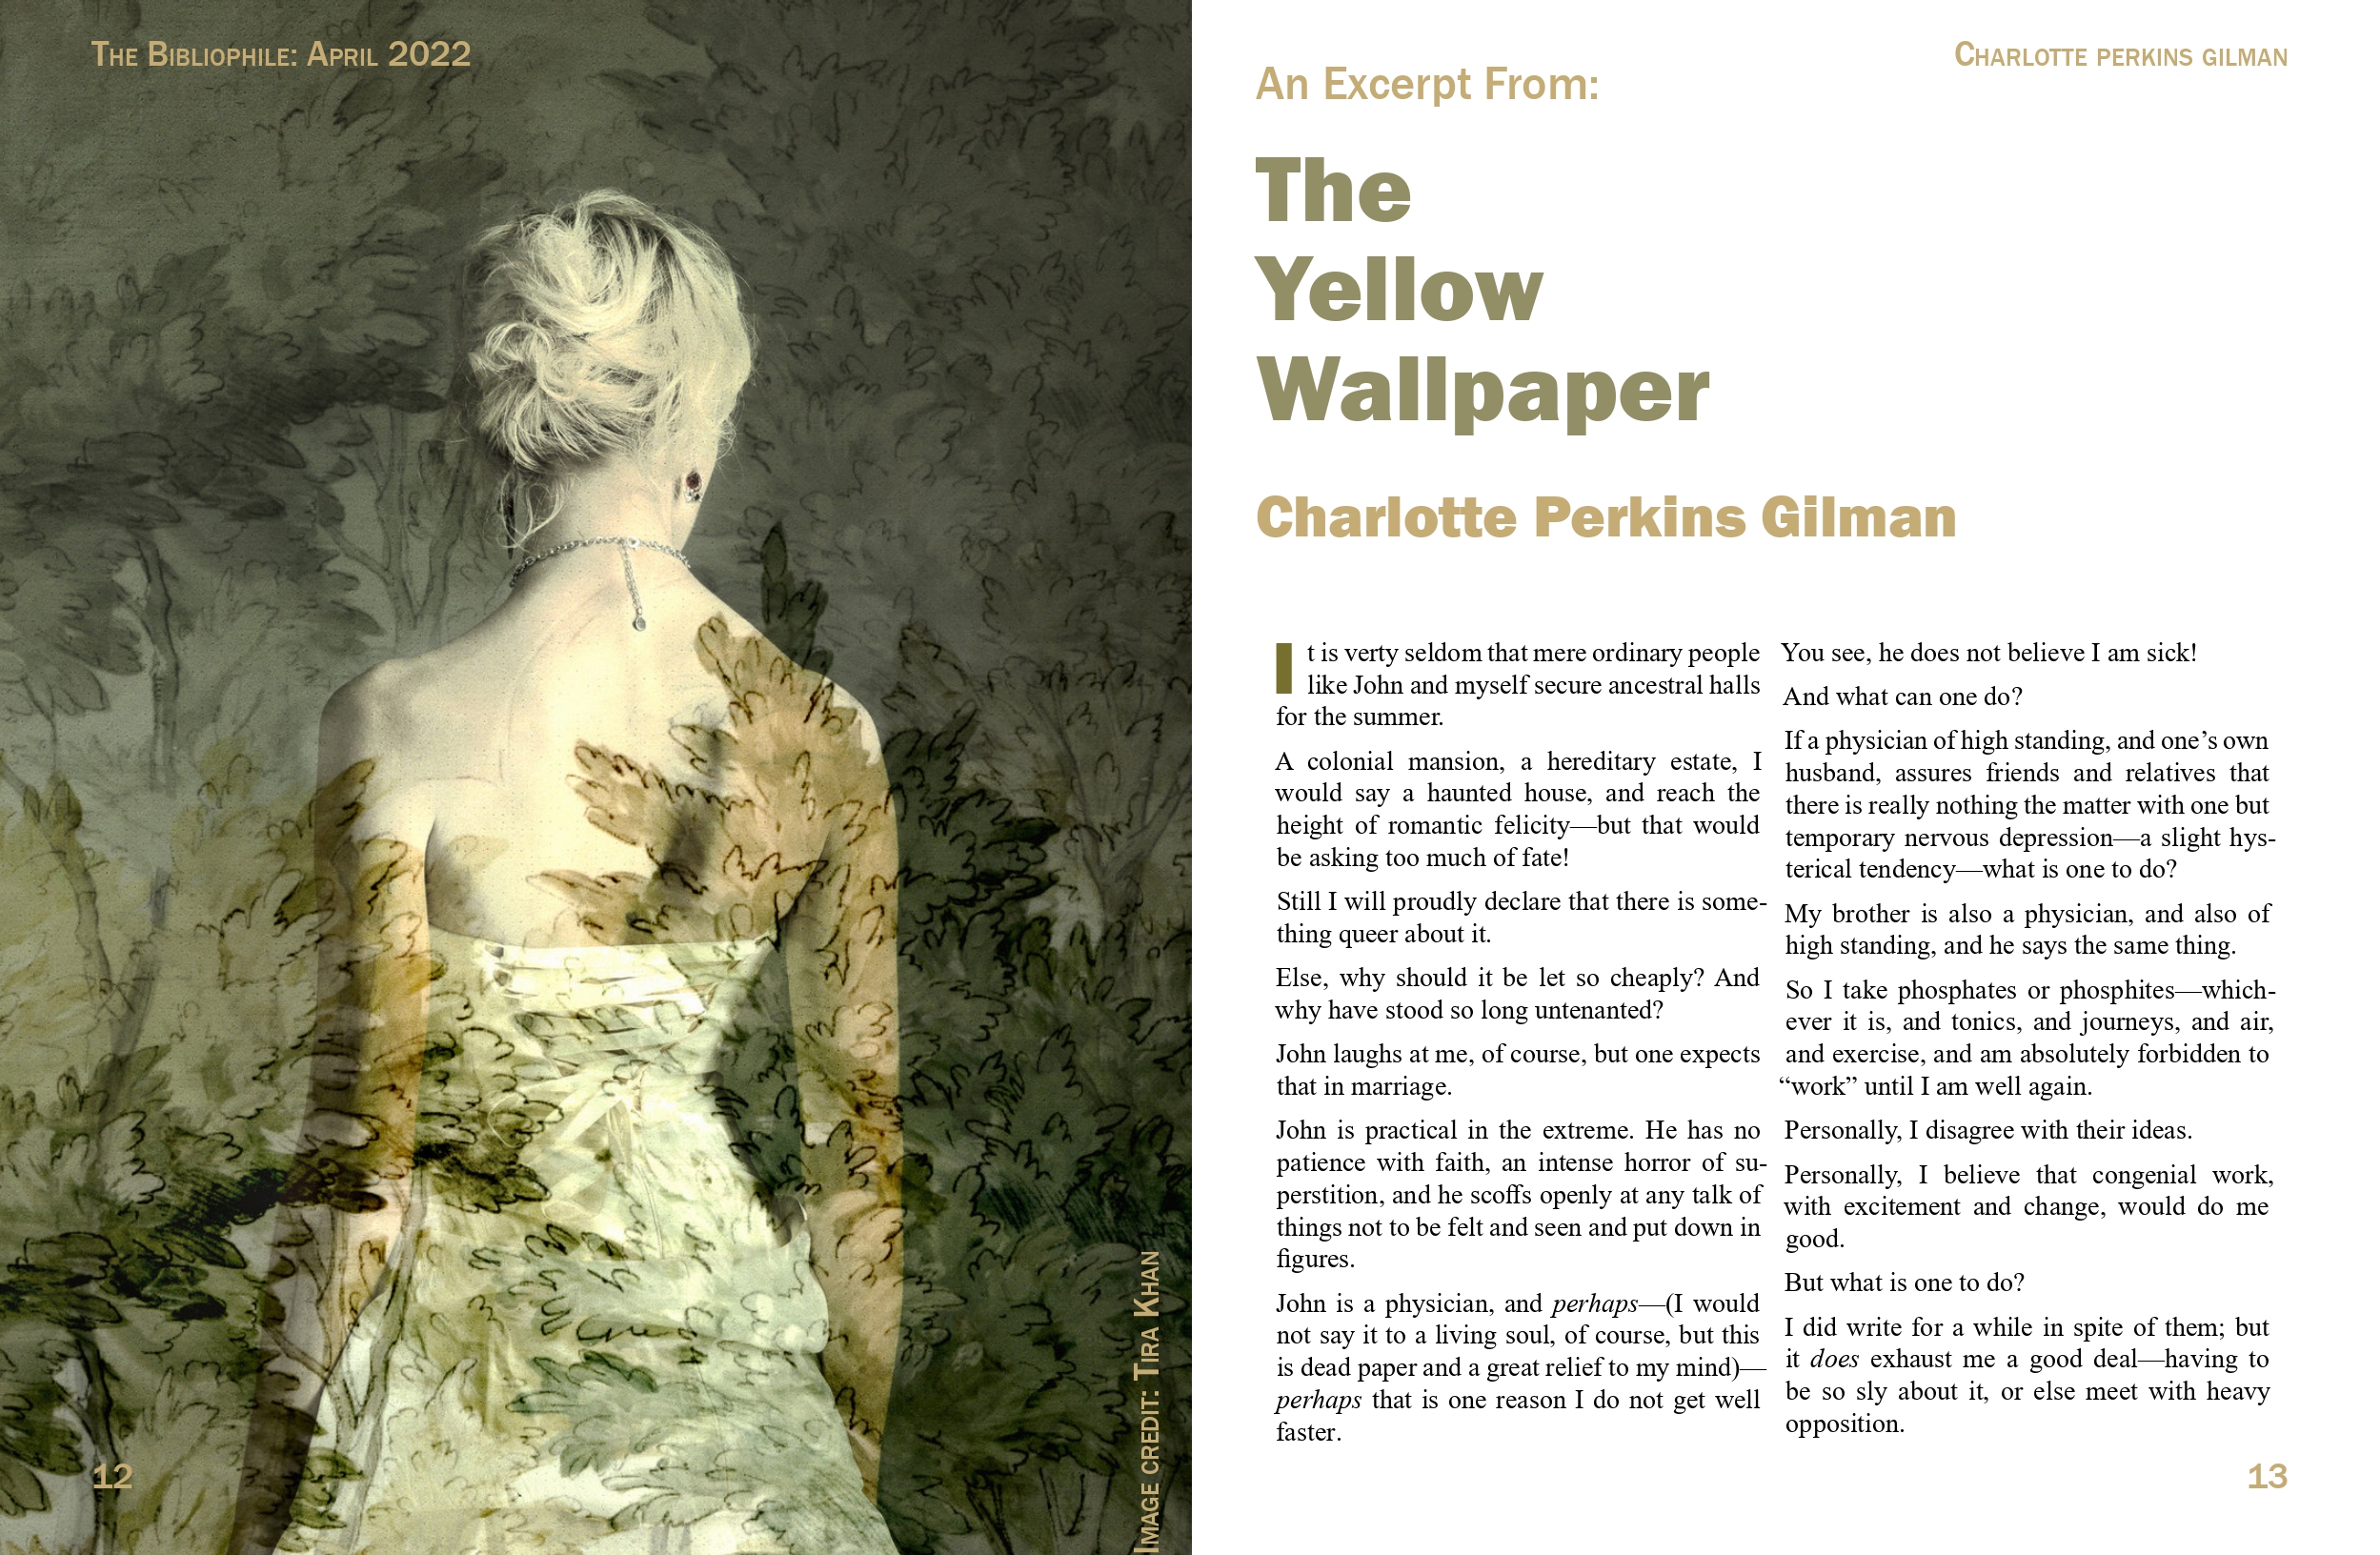 The Bibliophile: April 2022
12
Image credit: Tira Khan
Charlotte perkins gilman
An Excerpt From:
The
Yellow
Wallpaper
Charlotte Perkins Gilman
It is verty seldom that mere ordinary people
like John and myself secure ancestral halls
for the summer.
A colonial mansion, a hereditary estate, I
would say a haunted house, and reach the
height of romantic felicity—but that would
be asking too much of fate!
Still I will proudly declare that there is some-
thing queer about it.
Else, why should it be let so cheaply? And
why have stood so long untenanted?
John laughs at me, of course, but one expects
that in marriage.
John is practical in the extreme. He has no
patience with faith, an intense horror of su-
perstition, and he scoffs openly at any talk of
things not to be felt and seen and put down in
figures.
John is a physician, and perhaps—(I would
not say it to a living soul, of course, but this
is dead paper and a great relief to my mind)—
perhaps that is one reason I do not get well
faster.
You see, he does not believe I am sick!
And what can one do?
If a physician of high standing, and one’s own
husband, assures friends and relatives that
there is really nothing the matter with one but
temporary nervous depression—a slight hys-
terical tendency—what is one to do?
My brother is also a physician, and also of
high standing, and he says the same thing.
So I take phosphates or phosphites—which-
ever it is, and tonics, and journeys, and air,
and exercise, and am absolutely forbidden to
“work” until I am well again.
Personally, I disagree with their ideas.
Personally, I believe that congenial work,
with excitement and change, would do me
good.
But what is one to do?
I did write for a while in spite of them; but
it does exhaust me a good deal—having to
be so sly about it, or else meet with heavy
opposition.
13